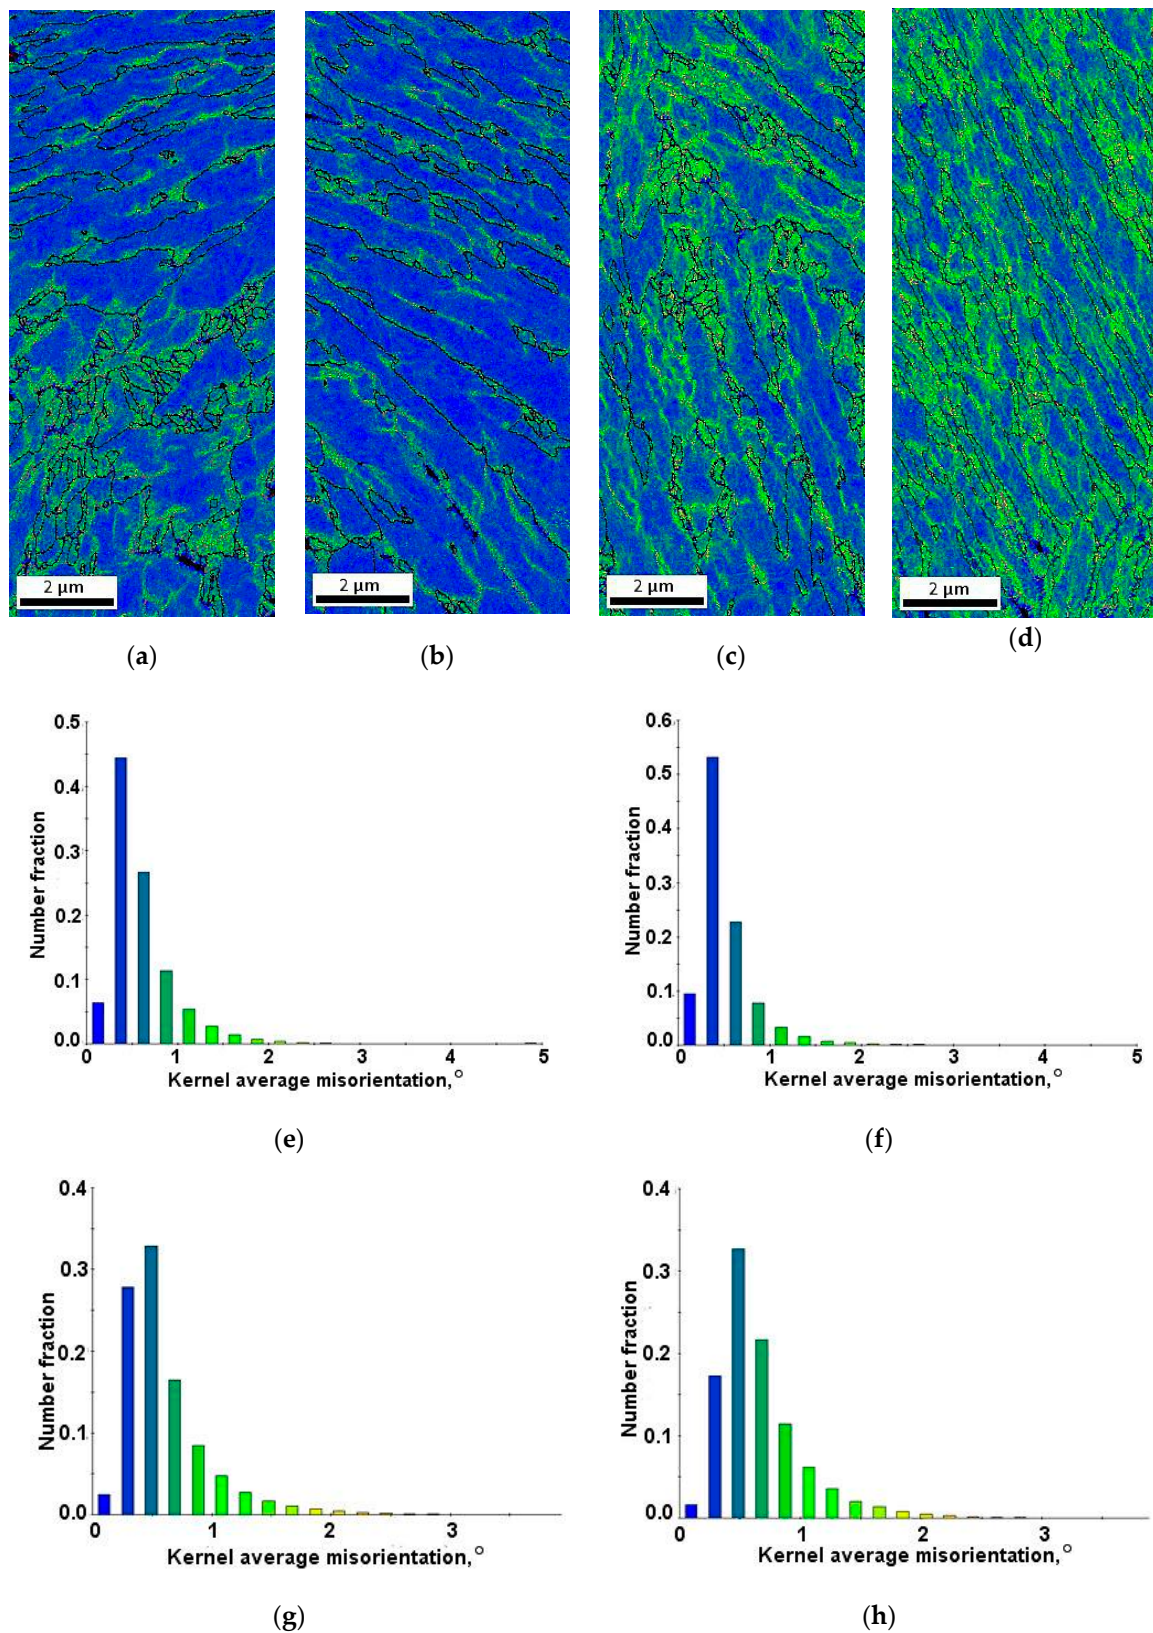 2 µm
2 µm
2 µm
2 µm
(a)
(b)
(c)
(d)
0.5
0.4
0.3
0.2
0.1
0.0
Number fraction
0 1 2 3 4 5
Kernel average misorientation,°
(e)
0.6
0.5
0.4
0.3
0.2
0.1
0.0
Number fraction
0 1 2 3 4 5
Kernel average misorientation,°
(f)
0.4
0.3
0.2
0.1
0.0
Number fraction
0 1 2 3
Kernel average misorientation,°
(g)
0.4
0.3
0.2
0.1
0.0
Number fraction
0 1 2 3
Kernel average misorientation,°
(h)